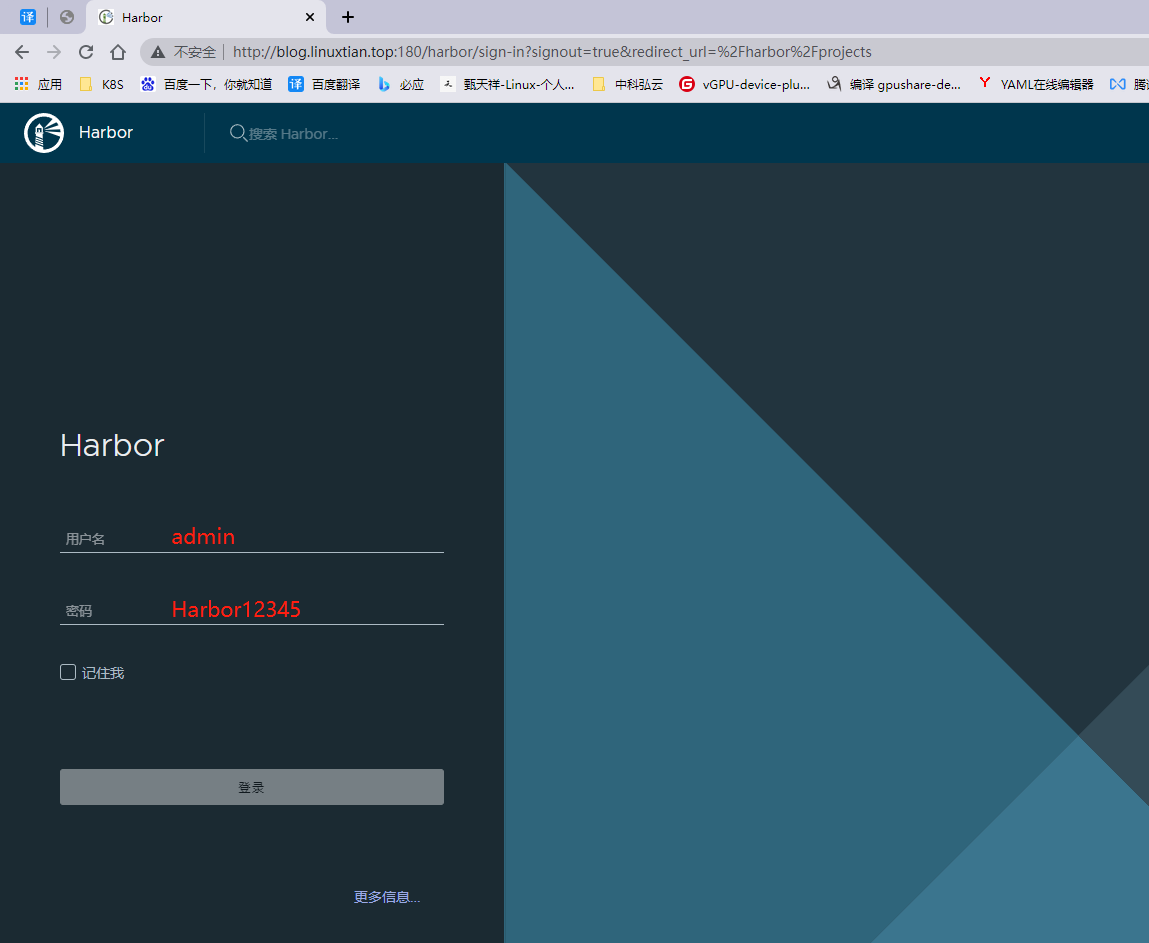 译 Harbor
不安全 http://blog.linuxtian.top:180/harbor/sign-in?signout=true&redirect_url=%2Fharbor%2Fprojects
应用 K8S 百度一下，你就知道 译 百度翻译 必应 甄天祥-Linux-个人... 中科弘云 vGPU-device-plu... 编译 gpushare-de... YAML在线编辑器
Harbor 搜索 Harbor...
Harbor
用户名 admin
密码 Harbor12345
记住我
登录
更多信息...